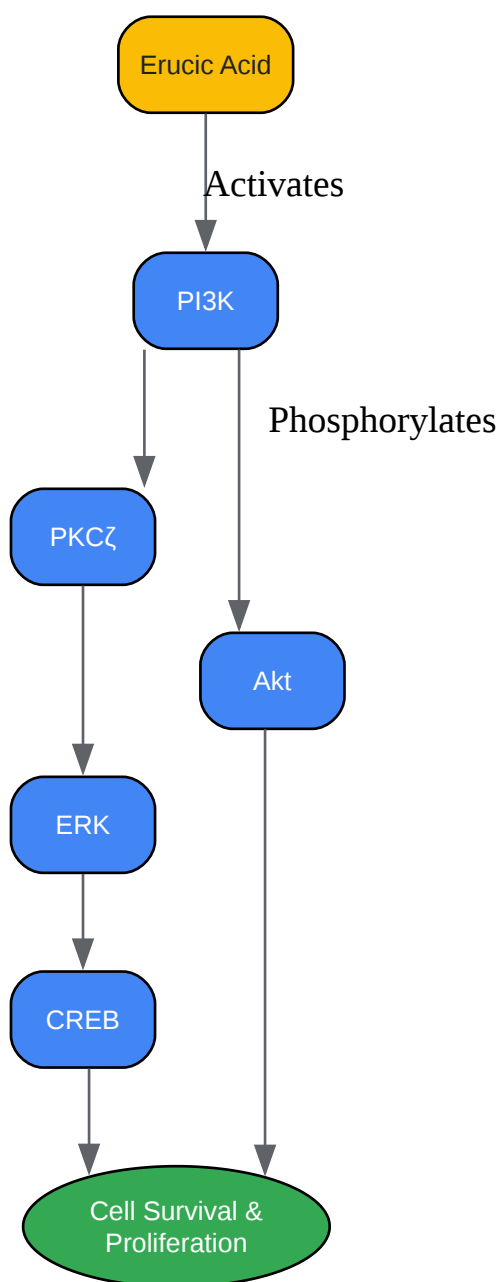 Erucic Acid
Activates
PI3K
Phosphorylates
PKCζ
Akt
ERK
CREB
Cell Survival &
Proliferation